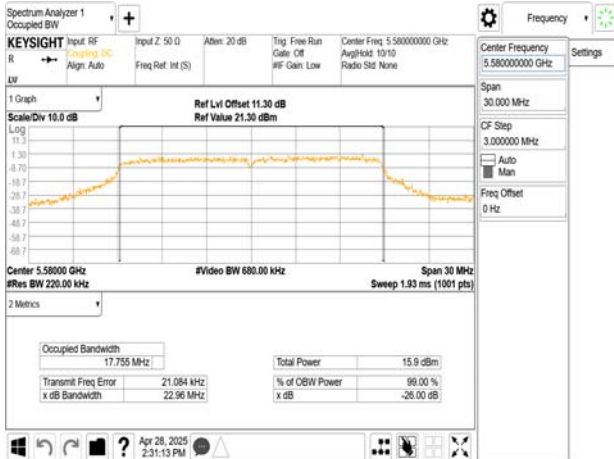 Spectrum Analyzer 1
Occupied BW
Frequency
KEYSIGHT
R
LXI
Input: RF
Coupling: DC
Align: Auto
Input Z: 50 Ω
Freq Ref: Int (S)
Atten: 20 dB
Trig: Free Run
Gate: Off
#IF Gain: Low
Center Freq: 5.580000000 GHz
Avg|Hold: 10/10
Radio Std: None
Center Frequency
5.580000000 GHz
Settings
Span
30.000 MHz
CF Step
3.000000 MHz
Auto
Man
Freq Offset
0 Hz
1 Graph
Scale/Div 10.0 dB
Ref Lvl Offset 11.30 dB
Ref Value 21.30 dBm
Log
11.3
1.30
-8.70
-18.7
-28.7
-38.7
-48.7
-58.7
-68.7
Center 5.58000 GHz
#Res BW 220.00 kHz
#Video BW 680.00 kHz
Span 30 MHz
Sweep 1.93 ms (1001 pts)
2 Metrics
Occupied Bandwidth
17.755 MHz
Total Power 15.9 dBm
Transmit Freq Error 21.084 kHz
% of OBW Power 99.00 %
x dB Bandwidth 22.96 MHz
x dB -26.00 dB
Apr 28, 2025
2:31:13 PM